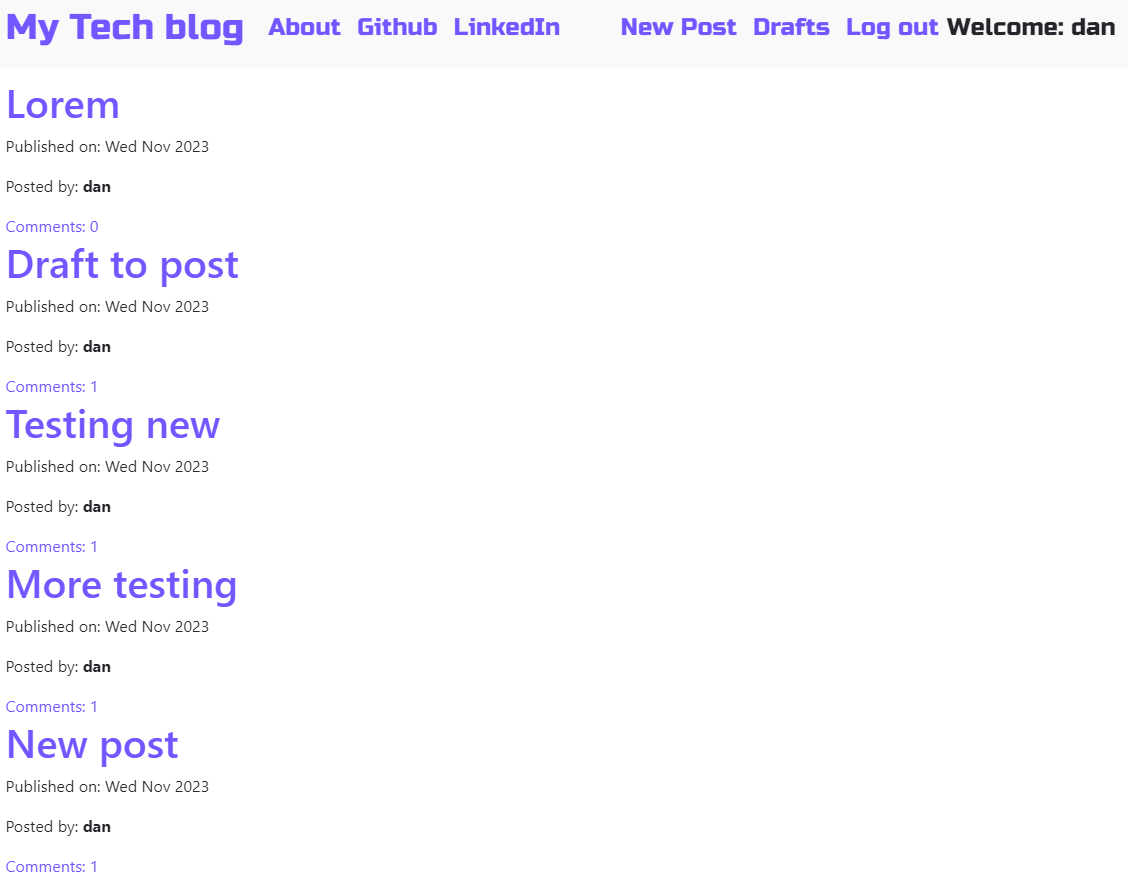 My Tech blog About Github LinkedIn New Post Drafts Log out Welcome: dan
Lorem
Published on: Wed Nov 2023
Posted by: dan
Comments: 0
Draft to post
Published on: Wed Nov 2023
Posted by: dan
Comments: 1
Testing new
Published on: Wed Nov 2023
Posted by: dan
Comments: 1
More testing
Published on: Wed Nov 2023
Posted by: dan
Comments: 1
New post
Published on: Wed Nov 2023
Posted by: dan
Comments: 1